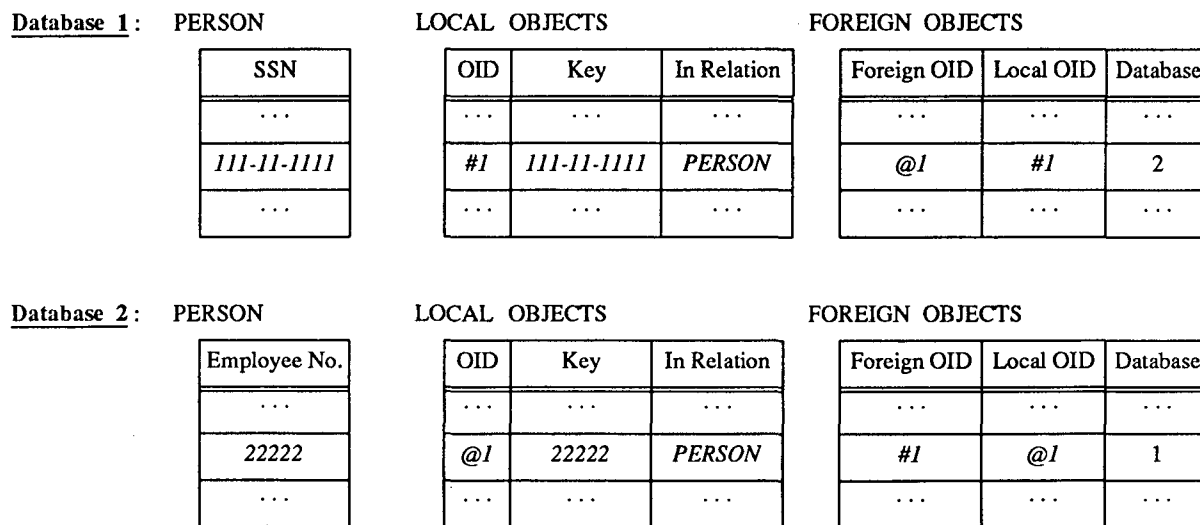 Database 1: PERSON LOCAL OBJECTS FOREIGN OBJECTS
SSN OID Key In Relation Foreign OID Local OID Database
... ... ... ... ... ... ...
111-11-1111 #1 111-11-1111 PERSON @1 #1 2
... ... ... ... ... ... ...
Database 2: PERSON LOCAL OBJECTS FOREIGN OBJECTS
Employee No. OID Key In Relation Foreign OID Local OID Database
... ... ... ... ... ... ...
22222 @1 22222 PERSON #1 @1 1
... ... ... ... ... ... ...